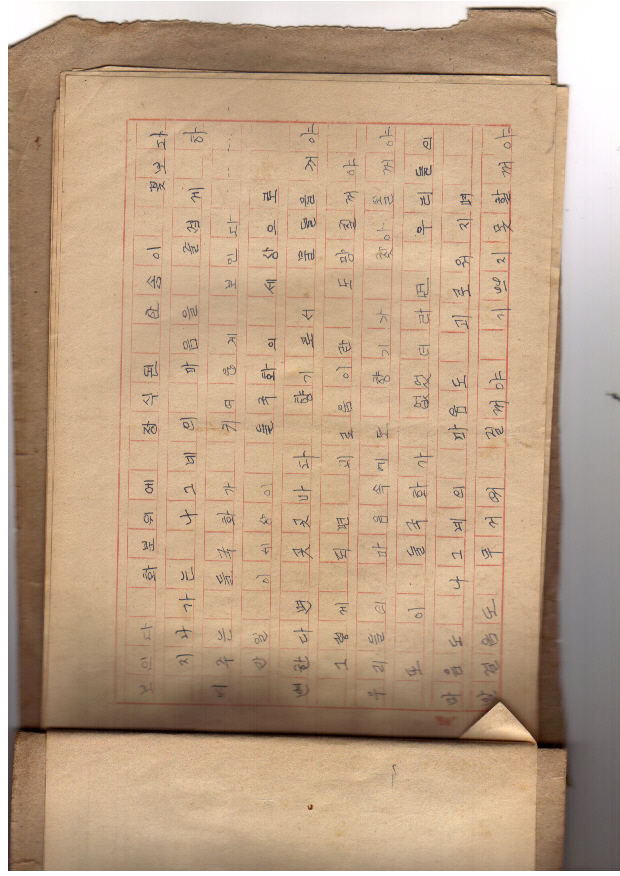 보인다 화분위에 장식된 한송이 꽃보다
지나가는 나그네의 마음을 즐겁게 하
여 주는 들국화가 귀여웁게 보인다 ······
만일 이세상이 들국화의 세상으로
변한다면 곳곳마다 향기로서 물들을꺼야
그렇게 되면 괴로움이란 도망칠꺼야
우리들의 마음속에도 향기가 찾아 올꺼야
또 이 들국화가 없었더라면 우리들의
마음도 나그네의 마음도 괴로워지며
발걸음도 무거워 질꺼야 기쁘지못할꺼야